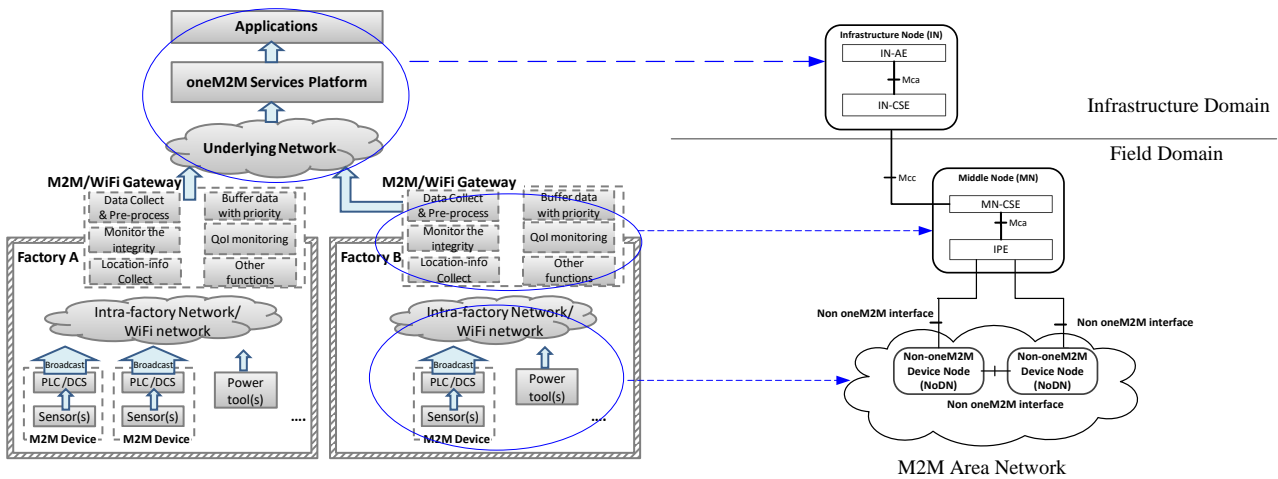 Applications
oneM2M Services Platform
Underlying Network
M2M/WiFi Gateway
Data Collect
& Pre-process
Buffer data
with priority
Monitor the
integrity
QoI monitoring
Location-info
Collect
Other
functions
Factory A
Intra-factory Network/
WiFi network
Broadcast
PLC /DCS
Sensor(s)
M2M Device
Broadcast
PLC /DCS
Sensor(s)
M2M Device
Power
tool(s)
....
M2M/WiFi Gateway
Data Collect
& Pre-process
Buffer data
with priority
Monitor the
integrity
QoI monitoring
Location-info
Collect
Other
functions
Factory B
Intra-factory Network/
WiFi network
Broadcast
PLC /DCS
Sensor(s)
M2M Device
Power
tool(s)
....
Infrastructure Node (IN)
IN-AE
Mca
IN-CSE
Infrastructure Domain
Field Domain
Mcc
Middle Node (MN)
MN-CSE
Mca
IPE
Non oneM2M interface
Non oneM2M interface
Non-oneM2M
Device Node
(NoDN)
Non-oneM2M
Device Node
(NoDN)
Non oneM2M interface
M2M Area Network